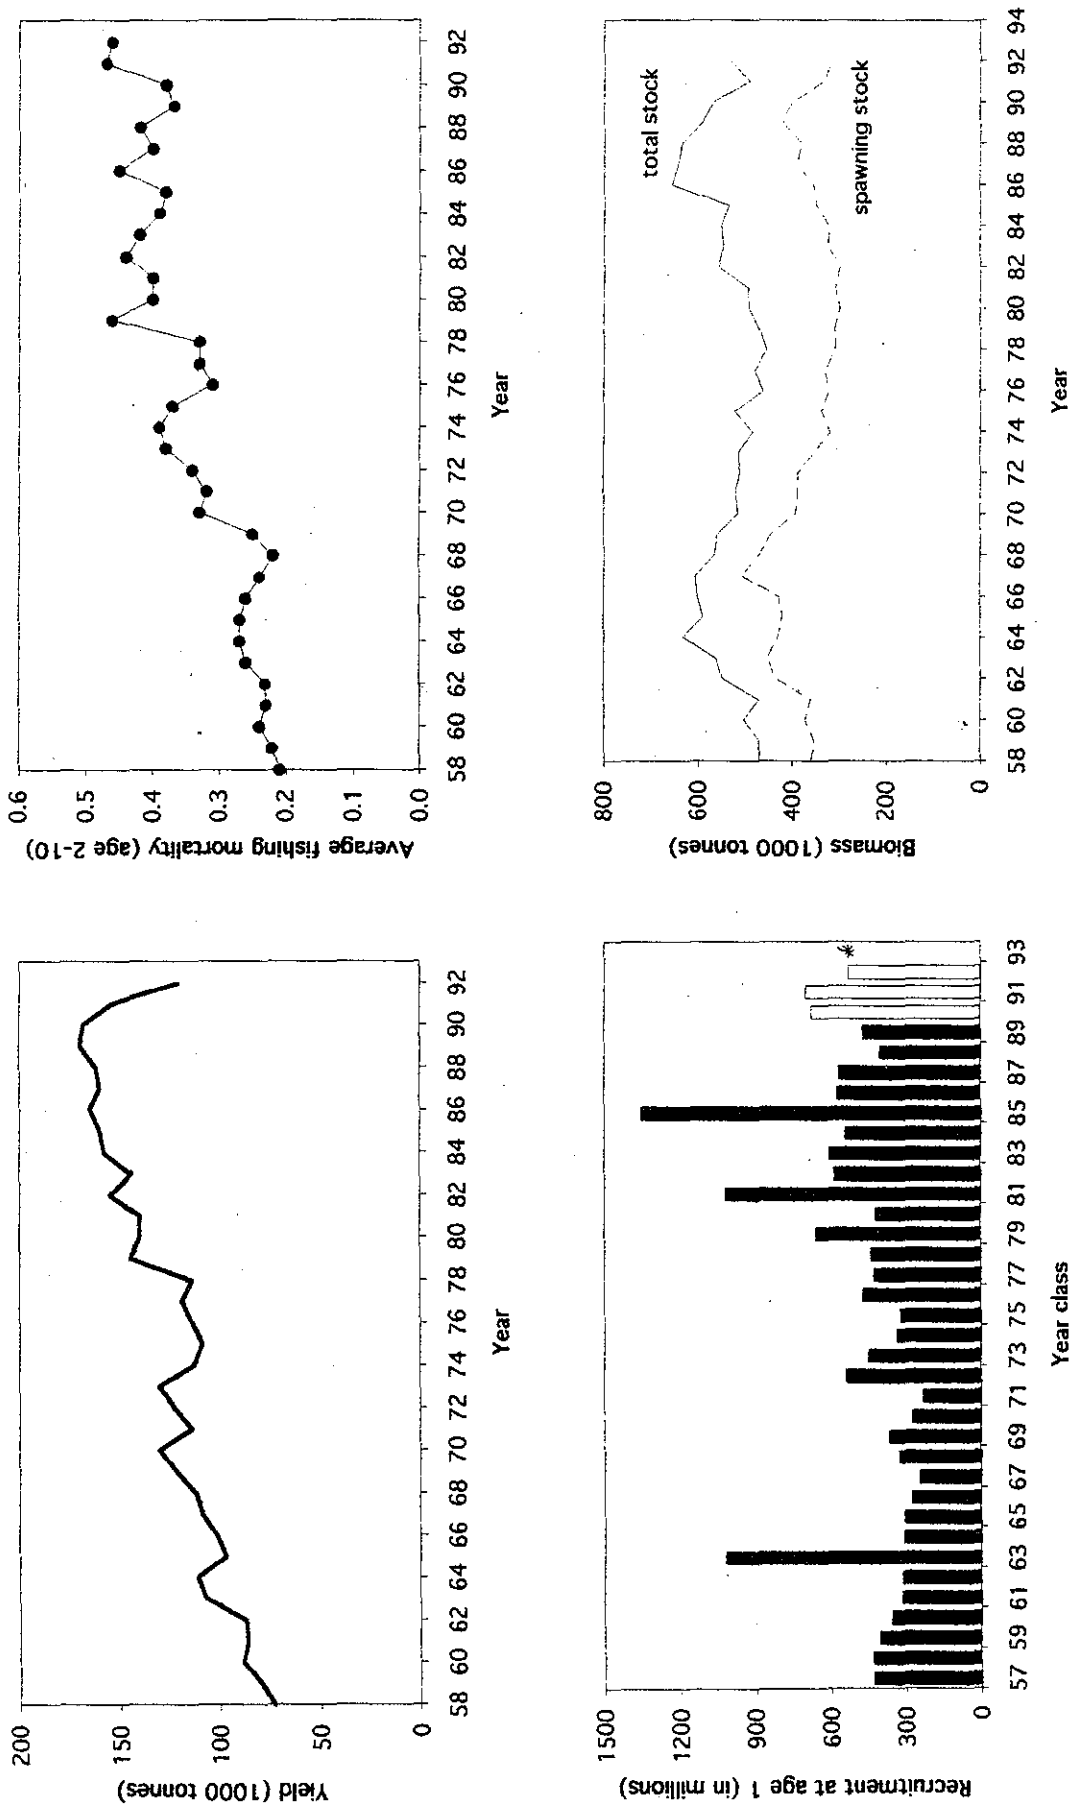 200
150
100
50
0
Yield (1000 tonnes)
58 60 62 64 66 68 70 72 74 76 78 80 82 84 86 88 90 92
Year
0.6
0.5
0.4
0.3
0.2
0.1
0.0
Average fishing mortality (age 2-10)
58 60 62 64 66 68 70 72 74 76 78 80 82 84 86 88 90 92
Year
1500
1200
900
600
300
0
Recruitment at age 1 (in millions)
*
57 59 61 63 65 67 69 71 73 75 77 79 81 83 85 87 89 91 93
Year class
800
600
400
200
0
Biomass (1000 tonnes)
total stock
spawning stock
58 60 62 64 66 68 70 72 74 76 78 80 82 84 86 88 90 92 94
Year